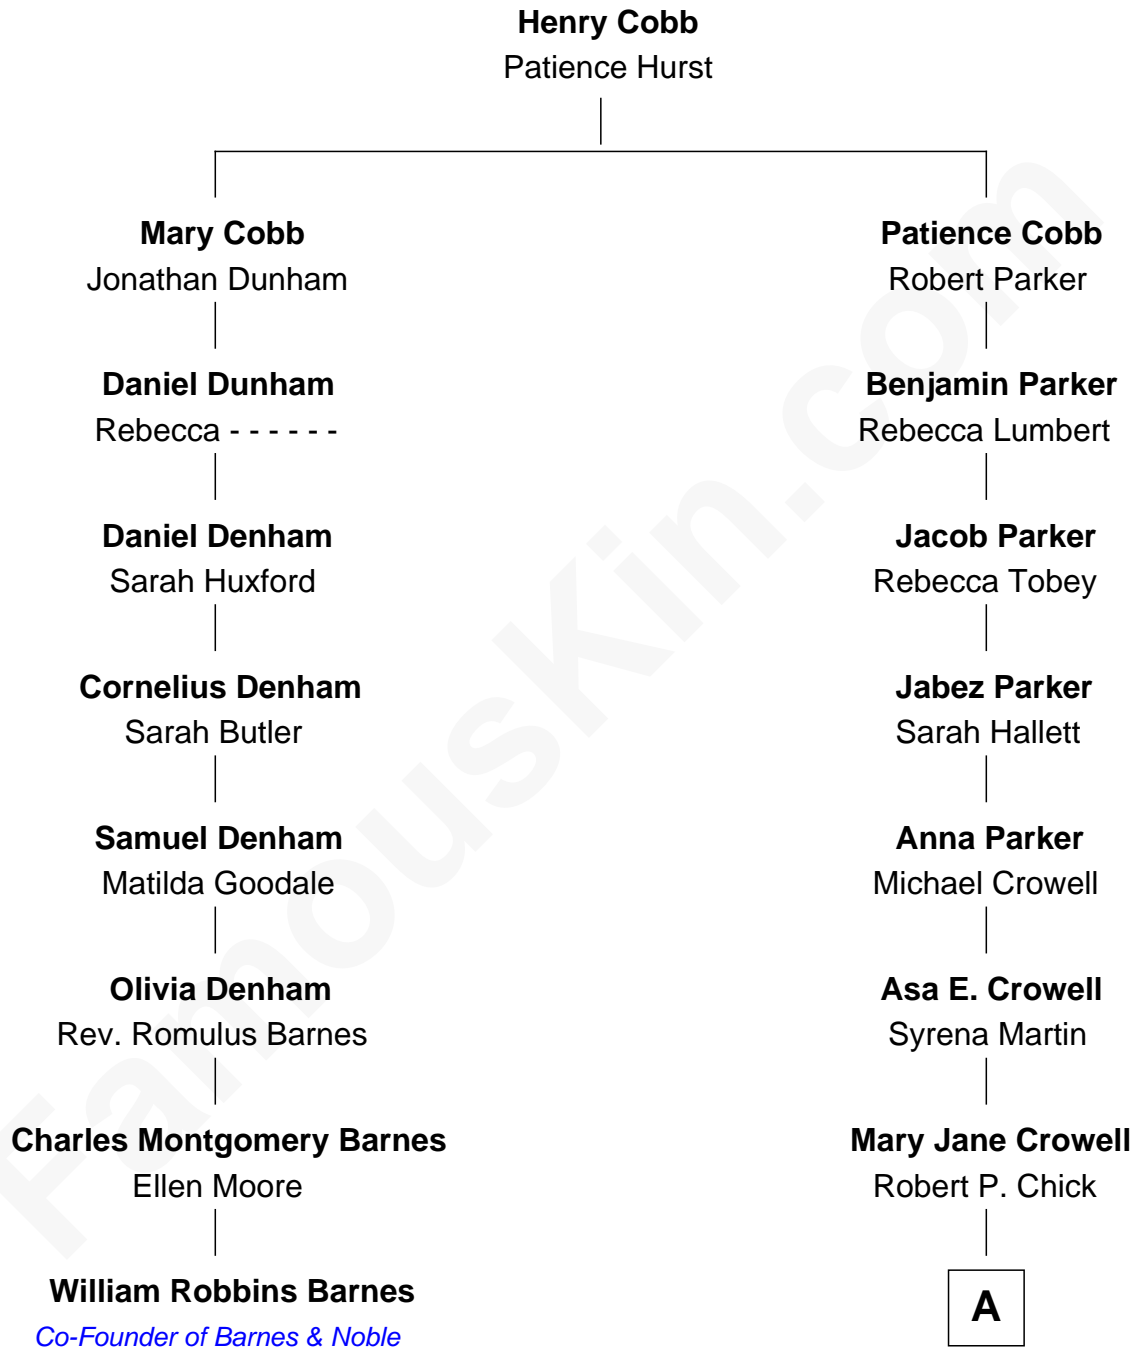 Henry Cobb
Patience Hurst
Mary Cobb
Jonathan Dunham
Patience Cobb
Robert Parker
Daniel Dunham
Rebecca - - - - - -
Benjamin Parker
Rebecca Lumbert
Daniel Denham
Sarah Huxford
Jacob Parker
Rebecca Tobey
Cornelius Denham
Sarah Butler
Jabez Parker
Sarah Hallett
Samuel Denham
Matilda Goodale
Anna Parker
Michael Crowell
Olivia Denham
Rev. Romulus Barnes
Asa E. Crowell
Syrena Martin
Charles Montgomery Barnes
Ellen Moore
Mary Jane Crowell
Robert P. Chick
William Robbins Barnes
Co-Founder of Barnes & Noble
A
FamousKin.com